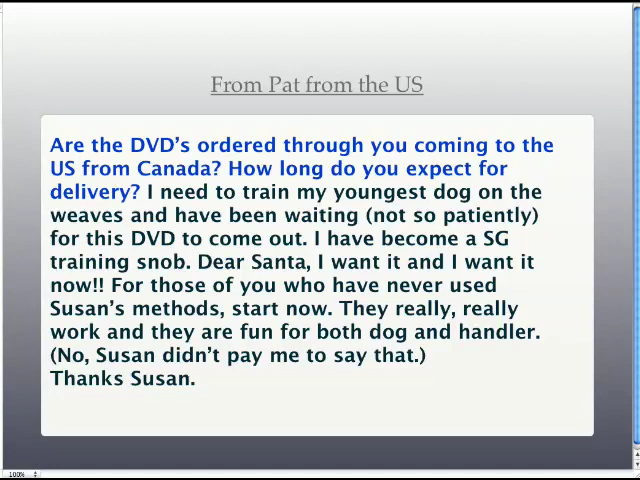 From Pat from the US
Are the DVD's ordered through you coming to the
US from Canada? How long do you expect for
delivery? I need to train my youngest dog on the
weaves and have been waiting (not so patiently)
for this DVD to come out. I have become a SG
training snob. Dear Santa, I want it and I want it
now!! For those of you who have never used
Susan's methods, start now. They really, really
work and they are fun for both dog and handler.
(No, Susan didn't pay me to say that.)
Thanks Susan.
100%